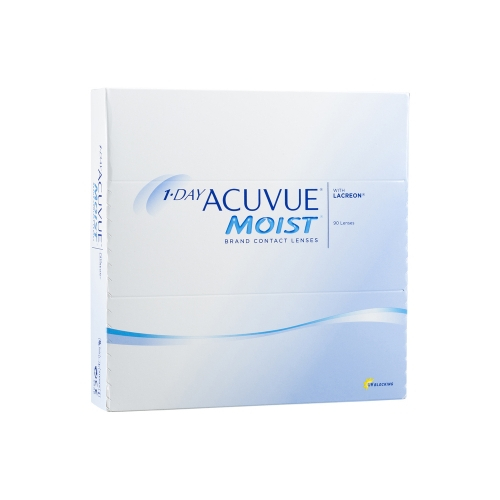 1·DAY ACUVUE®
MOIST®
BRAND CONTACT LENSES
WITH
LACREON®
90 Lenses
UV BLOCKING